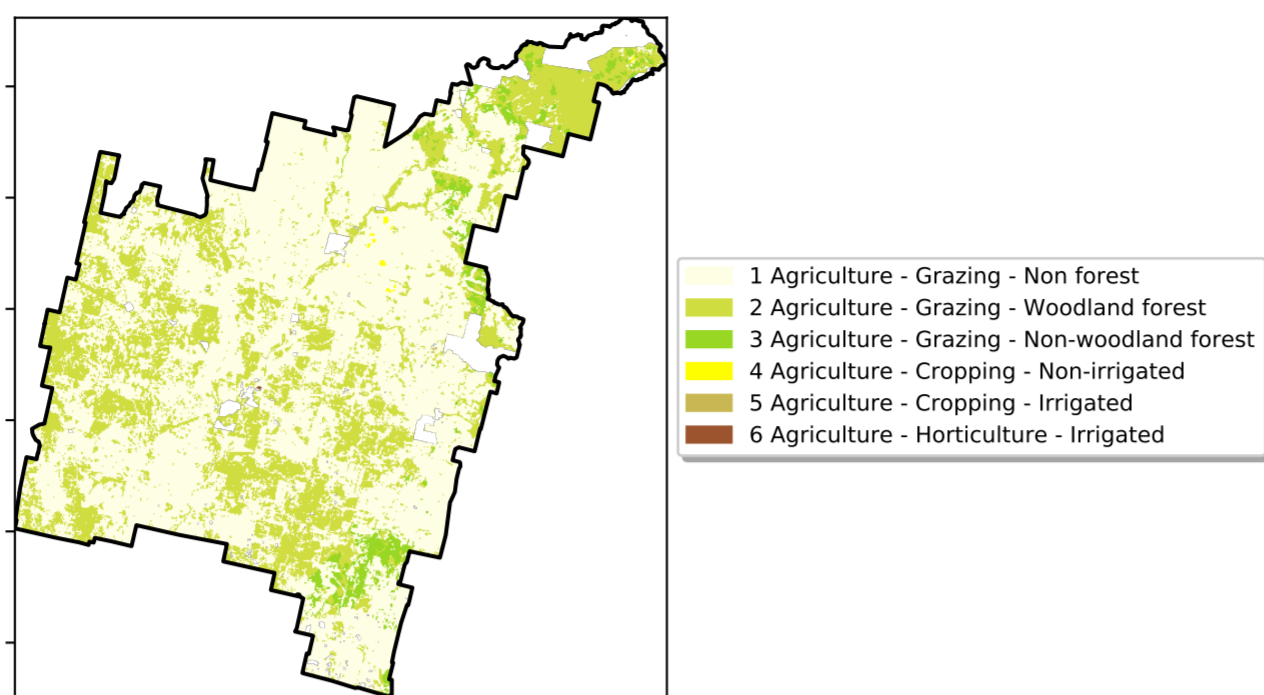 1 Agriculture - Grazing - Non forest
2 Agriculture - Grazing - Woodland forest
3 Agriculture - Grazing - Non-woodland forest
4 Agriculture - Cropping - Non-irrigated
5 Agriculture - Cropping - Irrigated
6 Agriculture - Horticulture - Irrigated